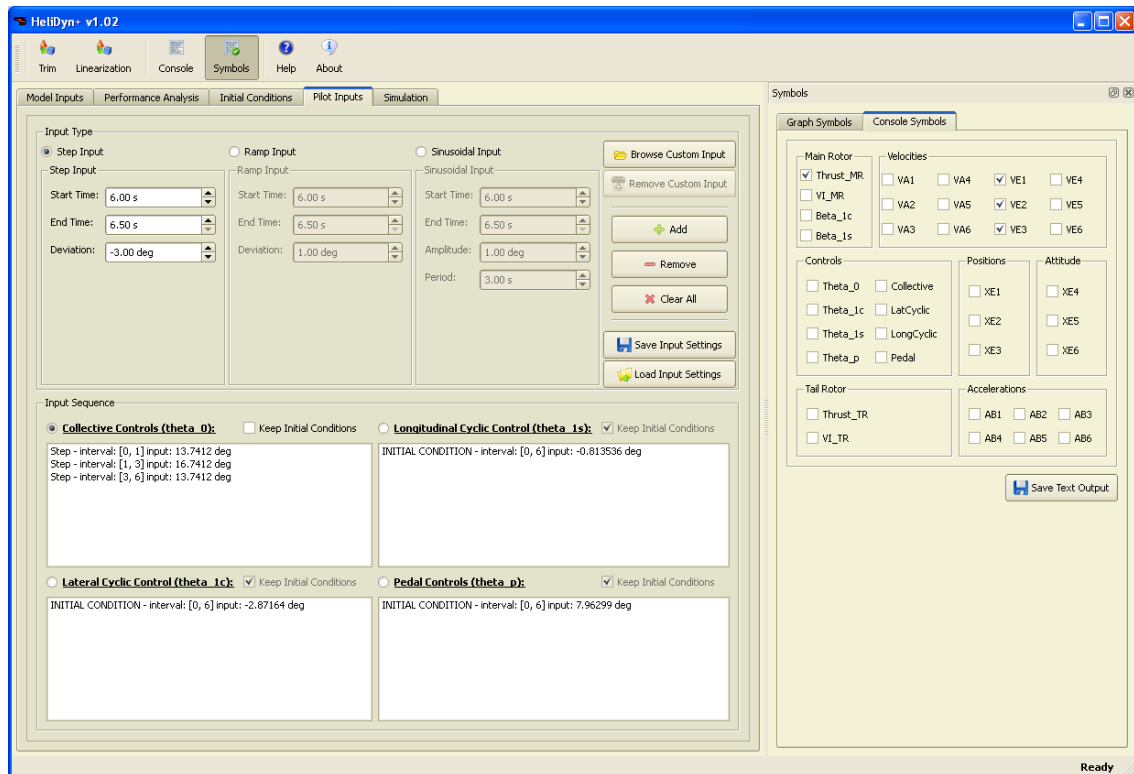 HeliDyn+ v1.02
Trim Linearization Console Symbols Help About
Model Inputs Performance Analysis Initial Conditions Pilot Inputs Simulation
Input Type
Step Input Ramp Input Sinusoidal Input
Step Input Ramp Input Sinusoidal Input
Start Time: 6.00 s Start Time: 6.00 s Start Time: 6.00 s
End Time: 6.50 s End Time: 6.50 s End Time: 6.50 s
Deviation: -3.00 deg Deviation: 1.00 deg Amplitude: 1.00 deg
Period: 3.00 s
Browse Custom Input
Remove Custom Input
Add
Remove
Clear All
Save Input Settings
Load Input Settings
Input Sequence
Collective Controls (theta_0): Keep Initial Conditions
Step - interval: [0, 1] input: 13.7412 deg
Step - interval: [1, 3] input: 16.7412 deg
Step - interval: [3, 6] input: 13.7412 deg
Longitudinal Cyclic Control (theta_1s): Keep Initial Conditions
INITIAL CONDITION - interval: [0, 6] input: -0.813536 deg
Lateral Cyclic Control (theta_1c): Keep Initial Conditions
INITIAL CONDITION - interval: [0, 6] input: -2.87164 deg
Pedal Controls (theta_p): Keep Initial Conditions
INITIAL CONDITION - interval: [0, 6] input: 7.96299 deg
Symbols
Graph Symbols Console Symbols
Main Rotor
Thrust_MR
VI_MR
Beta_1c
Beta_1s
Velocities
VA1 VA4 VE1 VE4
VA2 VA5 VE2 VE5
VA3 VA6 VE3 VE6
Controls
Theta_0 Collective
Theta_1c LatCyclic
Theta_1s LongCyclic
Theta_p Pedal
Positions
XE1
XE2
XE3
Attitude
XE4
XE5
XE6
Tail Rotor
Thrust_TR
VI_TR
Accelerations
AB1 AB2 AB3
AB4 AB5 AB6
Save Text Output
Ready